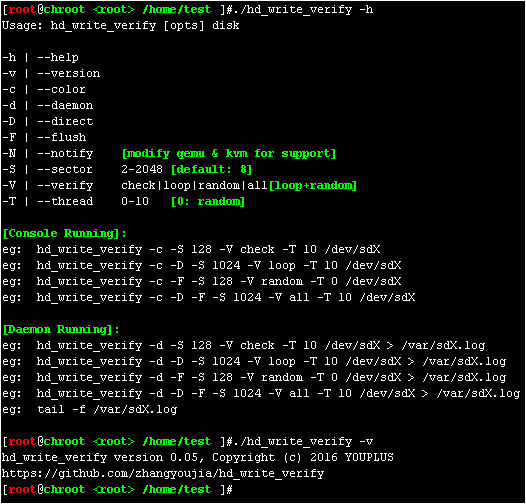 [root@chroot <root> /home/test ]#./hd_write_verify -h
Usage: hd_write_verify [opts] disk
-h | --help
-v | --version
-c | --color
-d | --daemon
-D | --direct
-F | --flush
-N | --notify [modify qemu & kvm for support]
-S | --sector 2-2048 [default: 8]
-V | --verify check|loop|random|all[loop+random]
-T | --thread 0-10 [0: random]
[Console Running]:
eg: hd_write_verify -c -S 128 -V check -T 10 /dev/sdX
eg: hd_write_verify -c -D -S 1024 -V loop -T 10 /dev/sdX
eg: hd_write_verify -c -F -S 128 -V random -T 0 /dev/sdX
eg: hd_write_verify -c -D -F -S 1024 -V all -T 10 /dev/sdX
[Daemon Running]:
eg: hd_write_verify -d -S 128 -V check -T 10 /dev/sdX > /var/sdX.log
eg: hd_write_verify -d -D -S 1024 -V loop -T 10 /dev/sdX > /var/sdX.log
eg: hd_write_verify -d -F -S 128 -V random -T 0 /dev/sdX > /var/sdX.log
eg: hd_write_verify -d -D -F -S 1024 -V all -T 10 /dev/sdX > /var/sdX.log
eg: tail -f /var/sdX.log
[root@chroot <root> /home/test ]#./hd_write_verify -v
hd_write_verify version 0.05, Copyright (c) 2016 YOUPLUS
https://github.com/zhangyoujia/hd_write_verify
[root@chroot <root> /home/test ]#